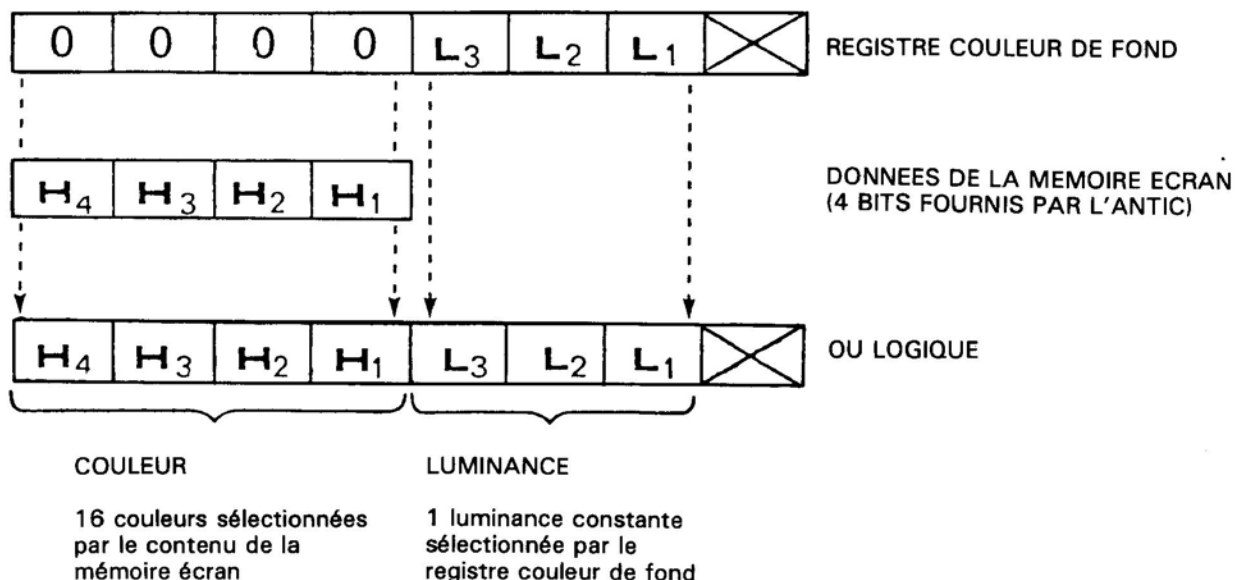 0 0 0 0 L3 L2 L1 REGISTRE COULEUR DE FOND
H4 H3 H2 H1 DONNEES DE LA MEMOIRE ECRAN
(4 BITS FOURNIS PAR L'ANTIC)
H4 H3 H2 H1 L3 L2 L1 OU LOGIQUE
COULEUR
16 couleurs sélectionnées
par le contenu de la
mémoire écran
LUMINANCE
1 luminance constante
sélectionnée par le
registre couleur de fond